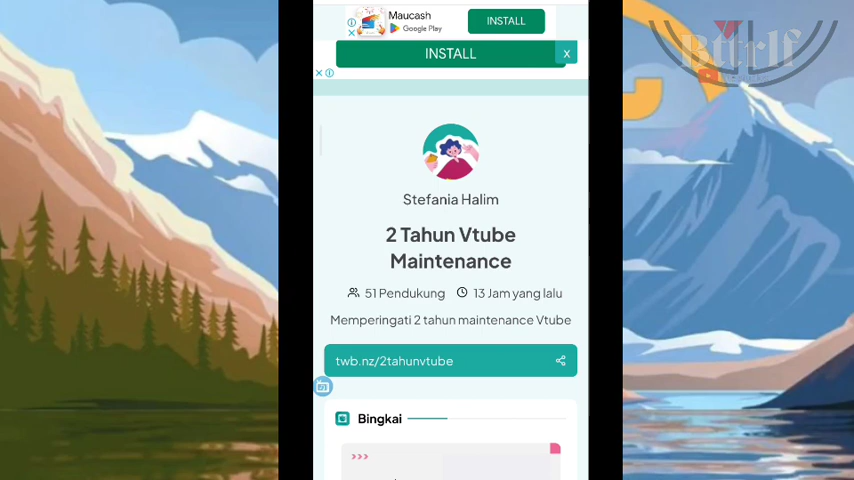 Maucash
Google Play
INSTALL
INSTALL
x
Stefania Halim
2 Tahun Vtube
Maintenance
51 Pendukung 13 Jam yang lalu
Memperingati 2 tahun maintenance Vtube
twb.nz/2tahunvtube
Bingkai
>>>
Bttrlf